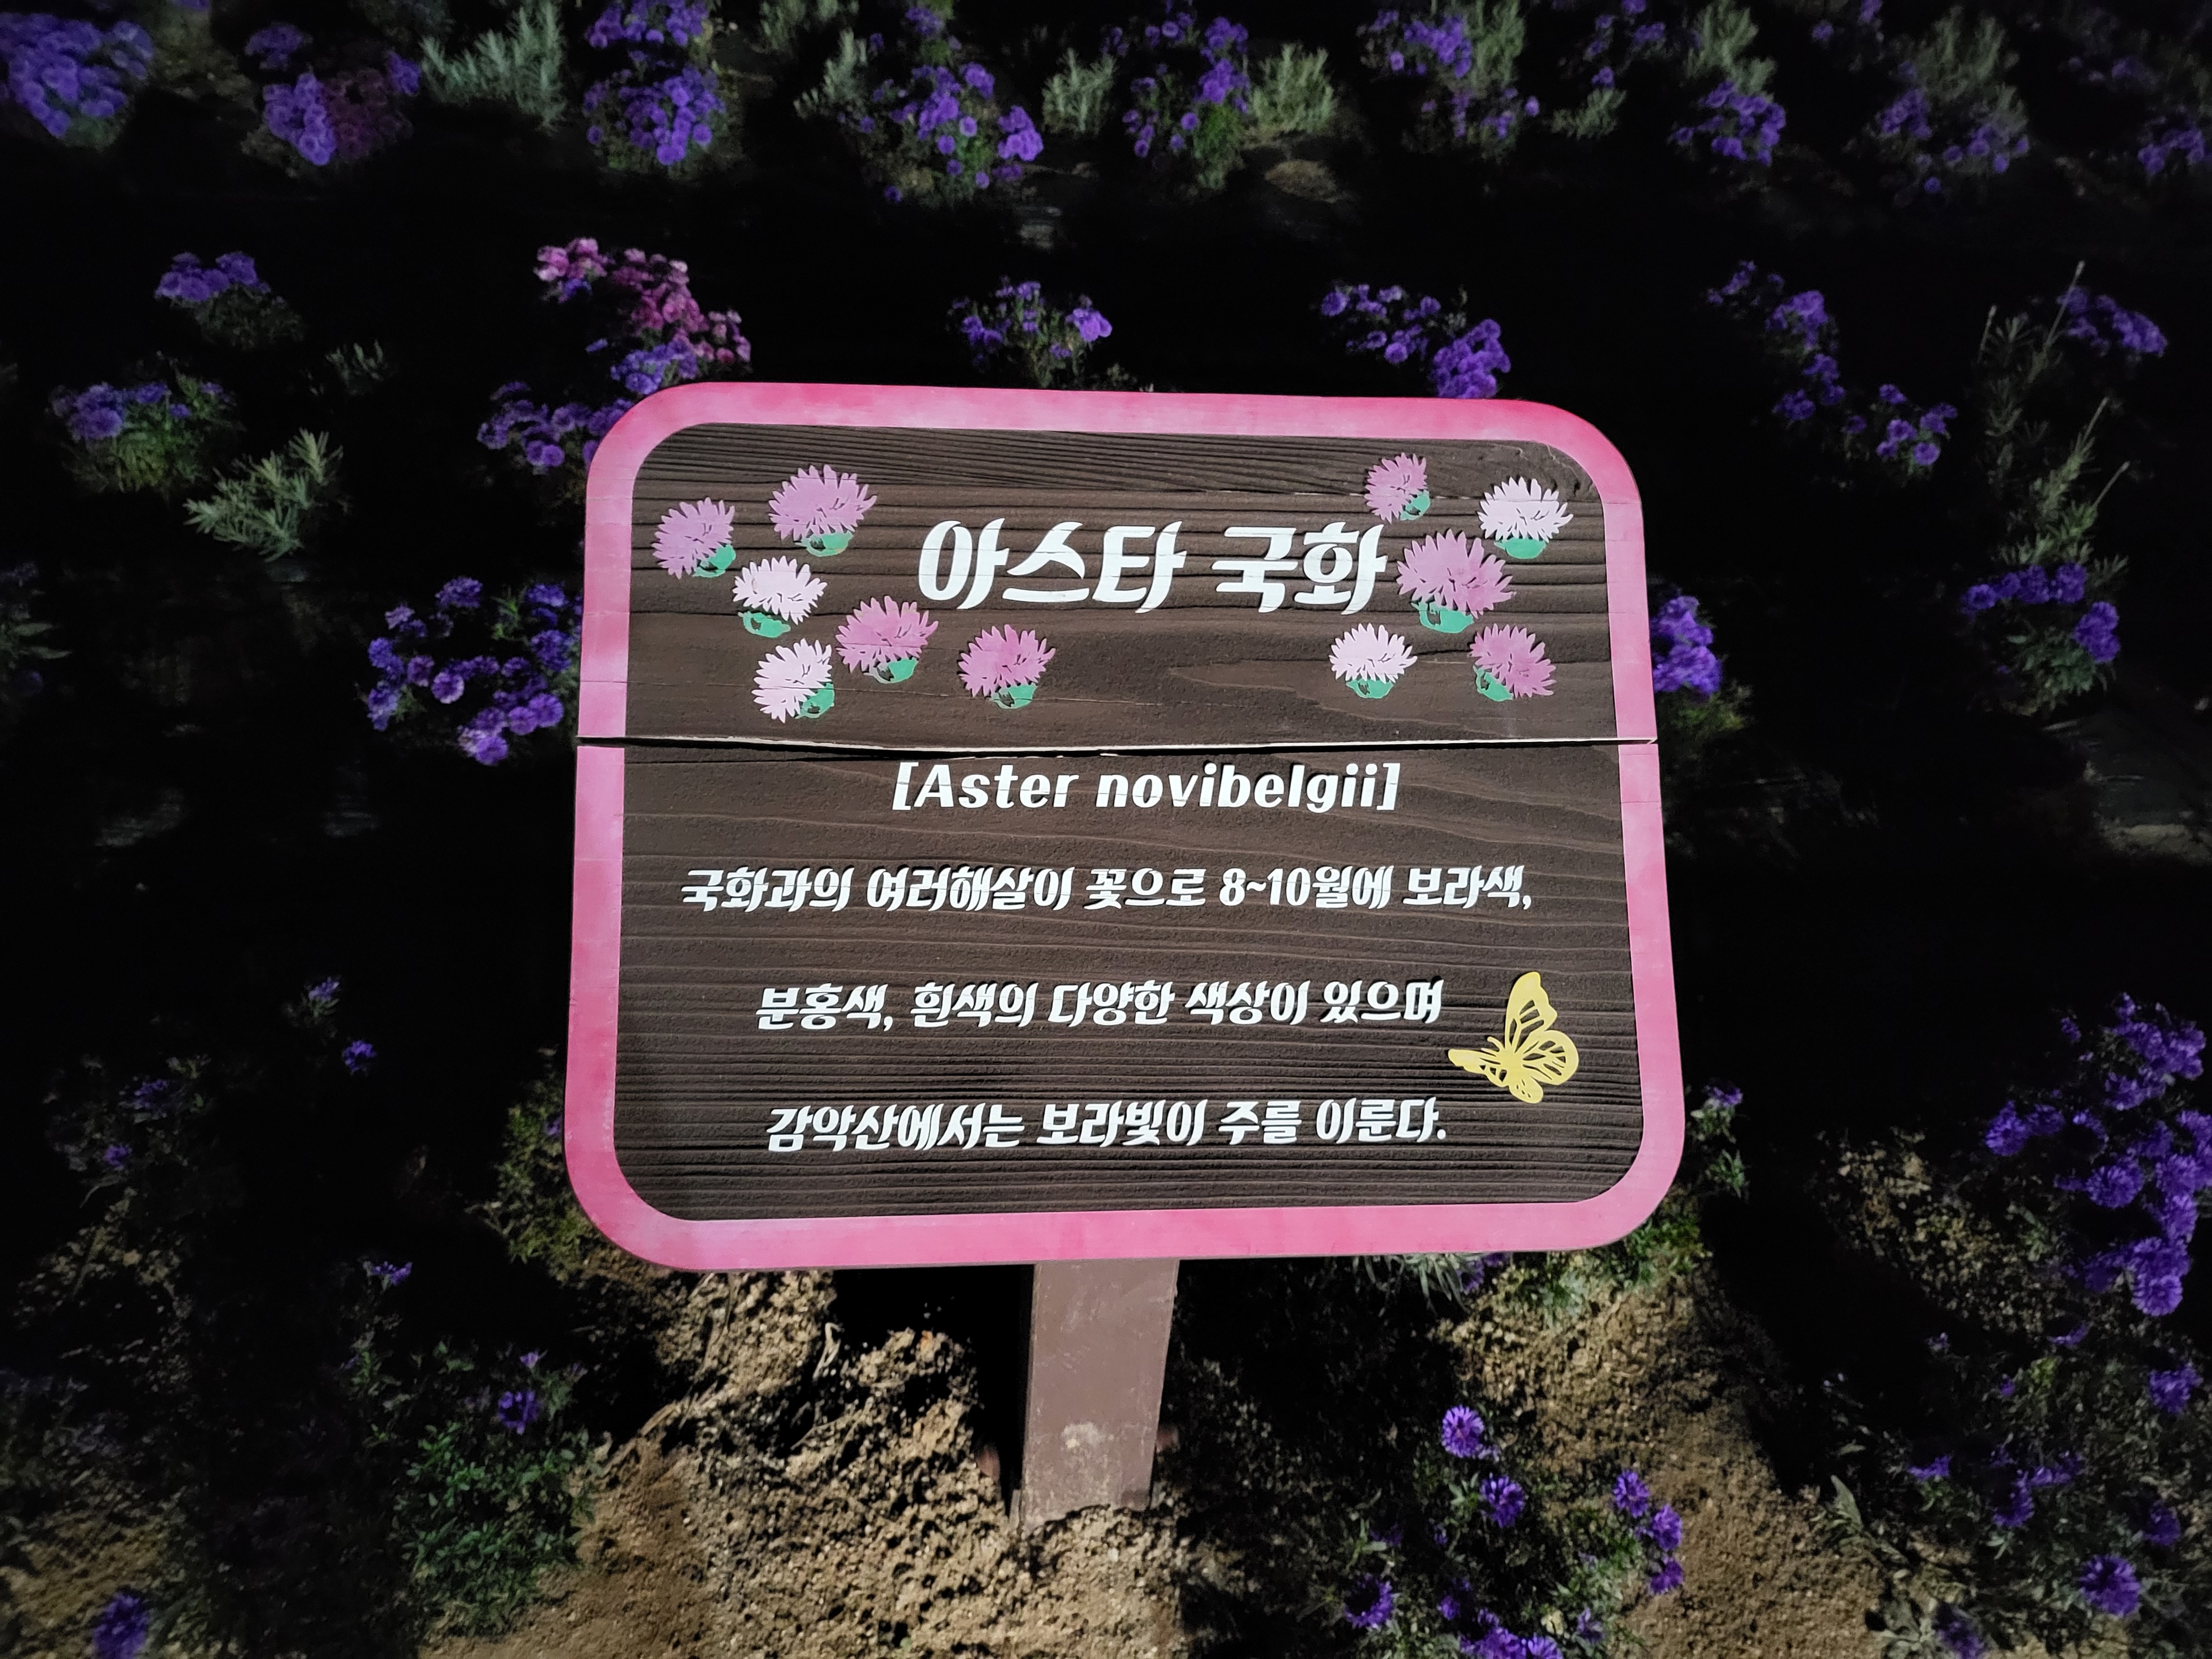 아스타 국화
[Aster novibelgii]
국화과의 여러해살이 꽃으로 8~10월에 보라색,
분홍색, 흰색의 다양한 색상이 있으며
감악산에서는 보라빛이 주를 이룬다.